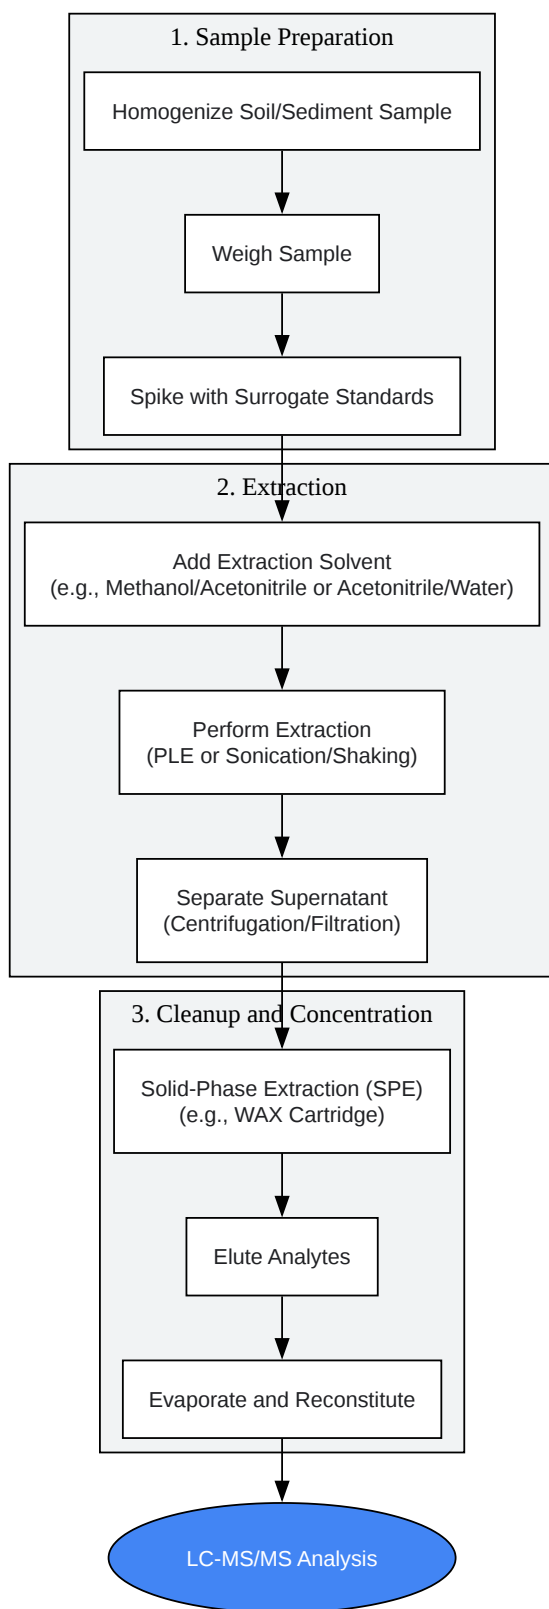 1. Sample Preparation
Homogenize Soil/Sediment Sample
Weigh Sample
Spike with Surrogate Standards
2. Extraction
Add Extraction Solvent
(e.g., Methanol/Acetonitrile or Acetonitrile/Water)
Perform Extraction
(PLE or Sonication/Shaking)
Separate Supernatant
(Centrifugation/Filtration)
3. Cleanup and Concentration
Solid-Phase Extraction (SPE)
(e.g., WAX Cartridge)
Elute Analytes
Evaporate and Reconstitute
LC-MS/MS Analysis